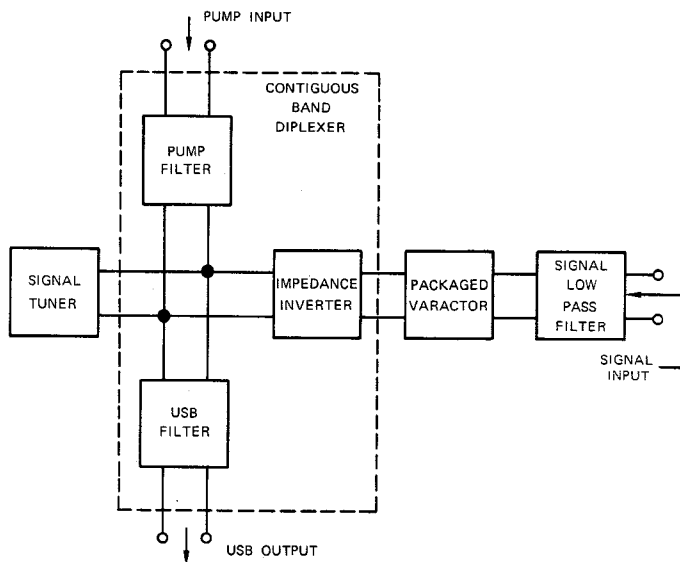 PUMP INPUT
CONTIGUOUS
BAND
DIPLEXER
PUMP
FILTER
SIGNAL
TUNER
IMPEDANCE
INVERTER
PACKAGED
VARACTOR
SIGNAL
LOW
PASS
FILTER
SIGNAL
INPUT
USB
FILTER
USB OUTPUT